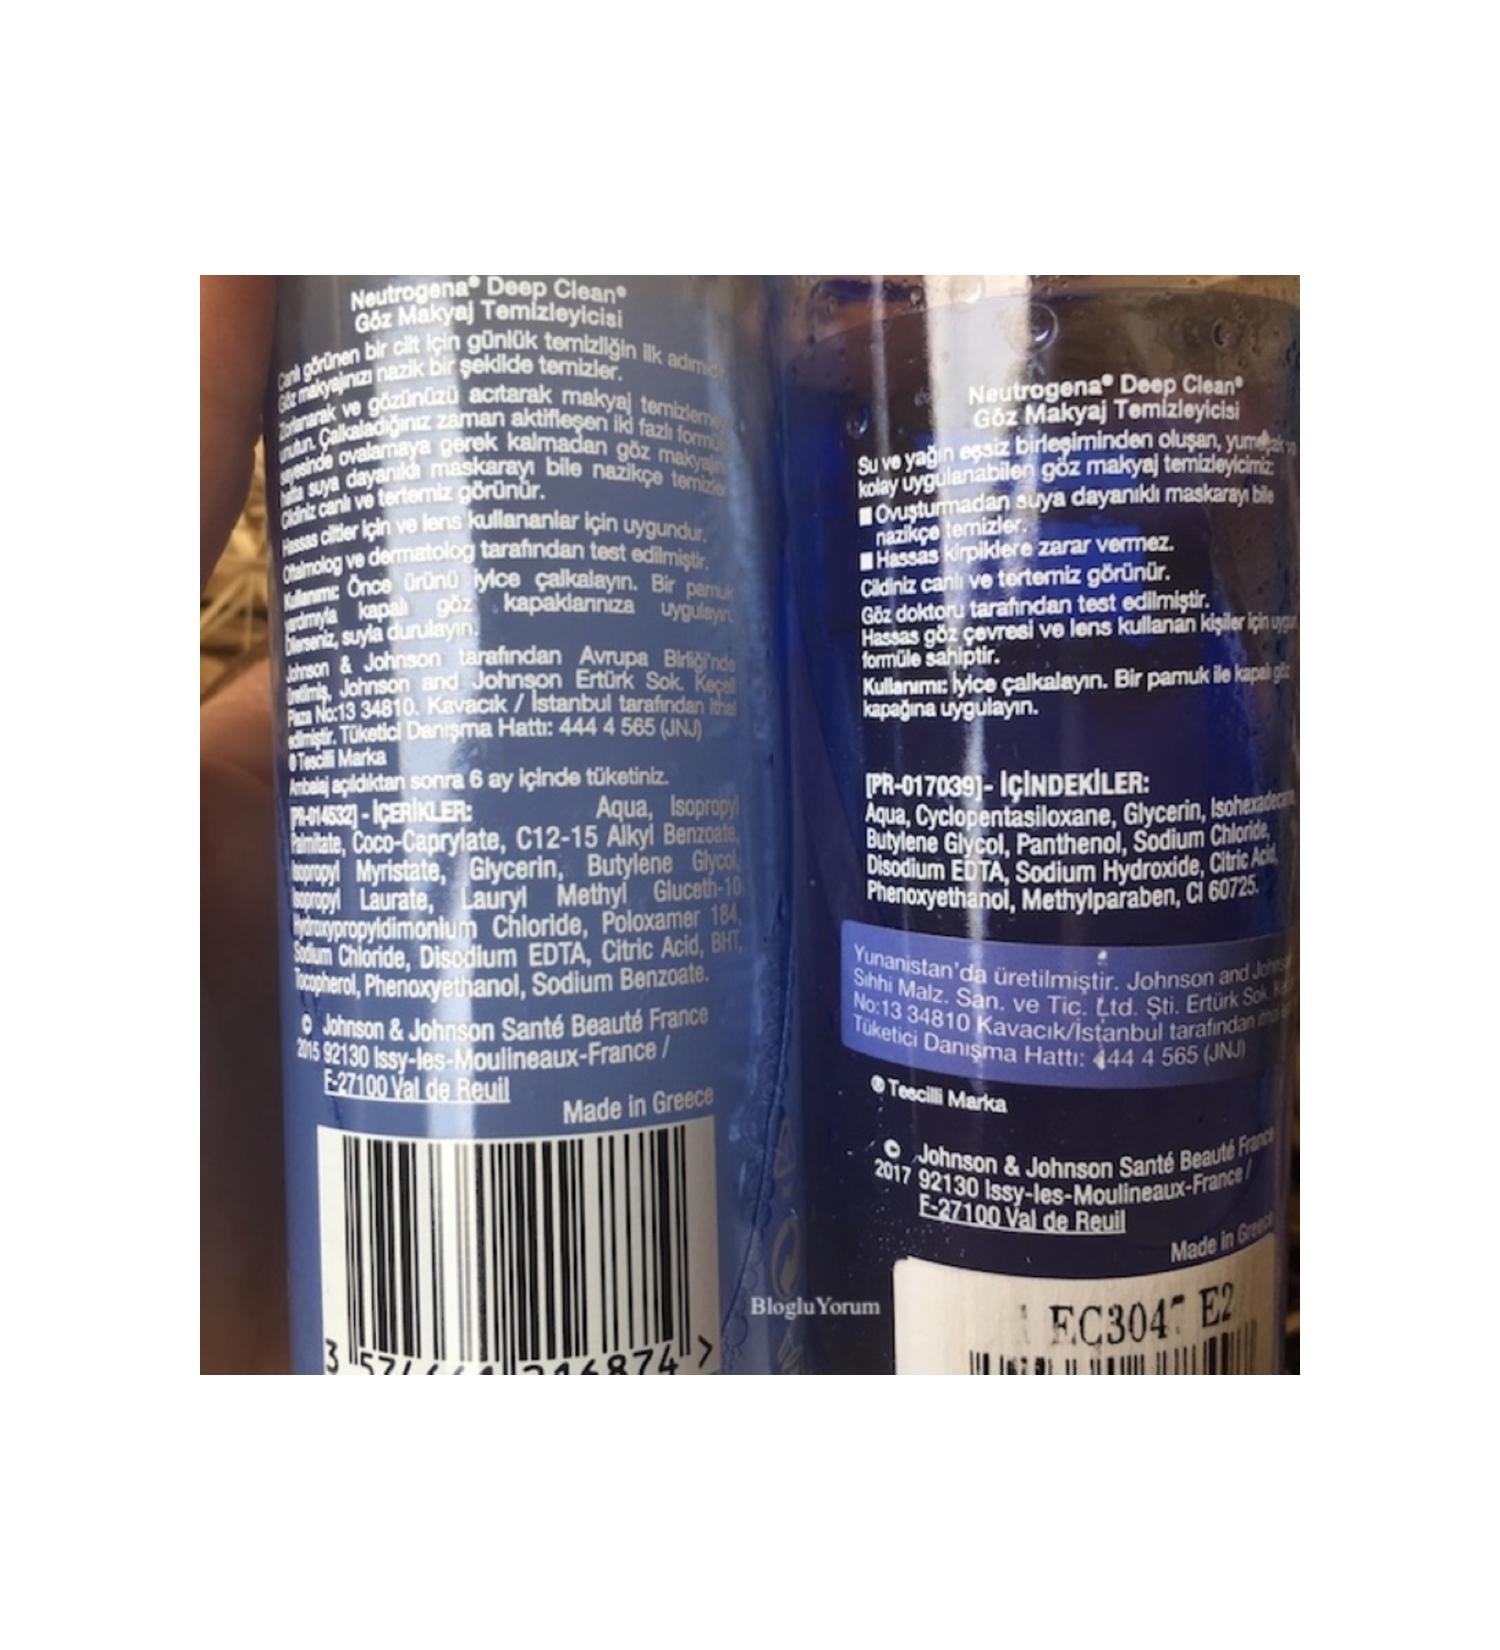 Neutrogena® Deep Clean®
Göz Makyaj Temizleyicisi
Canlı görünen bir cilt için günlük temizliğin ilk
Göz makyajınızı nazik bir şekilde temizler.
Zorlanarak ve gözünüzü acıtarak makyaj
unutun. Çalkaladığınız zaman aktifleşen iki fazlı
sayesinde ovalamaya gerek kalmadan göz
hatta suya dayanıklı maskarayı bile nazikçe temizler
Cildiniz canlı ve tertemiz görünür.
Hassas ciltler için ve lens kullananlar için uygundur.
Oftalmolog ve dermatolog tarafından test edilmiştir.
Kullanımı: Önce ürünü iyice çalkalayın. Bir pamuk
yardımıyla kapalı göz kapaklarınıza uygulayın.
Dilerseniz, suyla durulayın.
Johnson & Johnson tarafından Avrupa Birliği'nde
üretilmiş, Johnson and Johnson Ertürk Sok. Keçeli
Plaza No:13 34810. Kavacık / İstanbul tarafından ithal
edilmiştir. Tüketici Danışma Hattı: 444 4 565 (JNJ)
® Tescilli Marka
Ambalaj açıldıktan sonra 6 ay içinde tüketiniz.
[PR-014532] - İÇERİKLER: Aqua, Isopropyl
Palmitate, Coco-Caprylate, C12-15 Alkyl Benzoate,
Isopropyl Myristate, Glycerin, Butylene Glycol,
Isopropyl Laurate, Lauryl Methyl Gluceth-10
Hydroxypropyldimonium Chloride, Poloxamer 184,
Sodium Chloride, Disodium EDTA, Citric Acid, BHT,
Tocopherol, Phenoxyethanol, Sodium Benzoate.
© Johnson & Johnson Santé Beauté France
2015 92130 Issy-les-Moulineaux-France /
F-27100 Val de Reuil
Made in Greece
Neutrogena® Deep Clean®
Göz Makyaj Temizleyicisi
Su ve yağın eşsiz birleşiminden oluşan,
kolay uygulanabilen göz makyaj temizleyicimiz
■ Ovuşturmadan suya dayanıklı maskarayı bile
nazikçe temizler.
■ Hassas kirpiklere zarar vermez.
Cildiniz canlı ve tertemiz görünür.
Göz doktoru tarafından test edilmiştir.
Hassas göz çevresi ve lens kullanan kişiler için
formüle sahiptir.
Kullanımı: İyice çalkalayın. Bir pamuk ile kapalı göz
kapağına uygulayın.
[PR-017039]- İÇİNDEKİLER:
Aqua, Cyclopentasiloxane, Glycerin, Isohexadecane,
Butylene Glycol, Panthenol, Sodium Chloride,
Disodium EDTA, Sodium Hydroxide, Citric Acid,
Phenoxyethanol, Methylparaben, CI 60725.
Yunanistan'da üretilmiştir. Johnson and
Sıhhi Malz. San. ve Tic. Ltd. Şti. Ertürk Sok.
No:13 34810 Kavacık/İstanbul tarafından
Tüketici Danışma Hattı: 444 4 565 (JNJ)
® Tescilli Marka
© Johnson & Johnson Santé Beauté France
2017 92130 Issy-les-Moulineaux-France /
F-27100 Val de Reuil
Made in Greece
BlogluYorum
E2